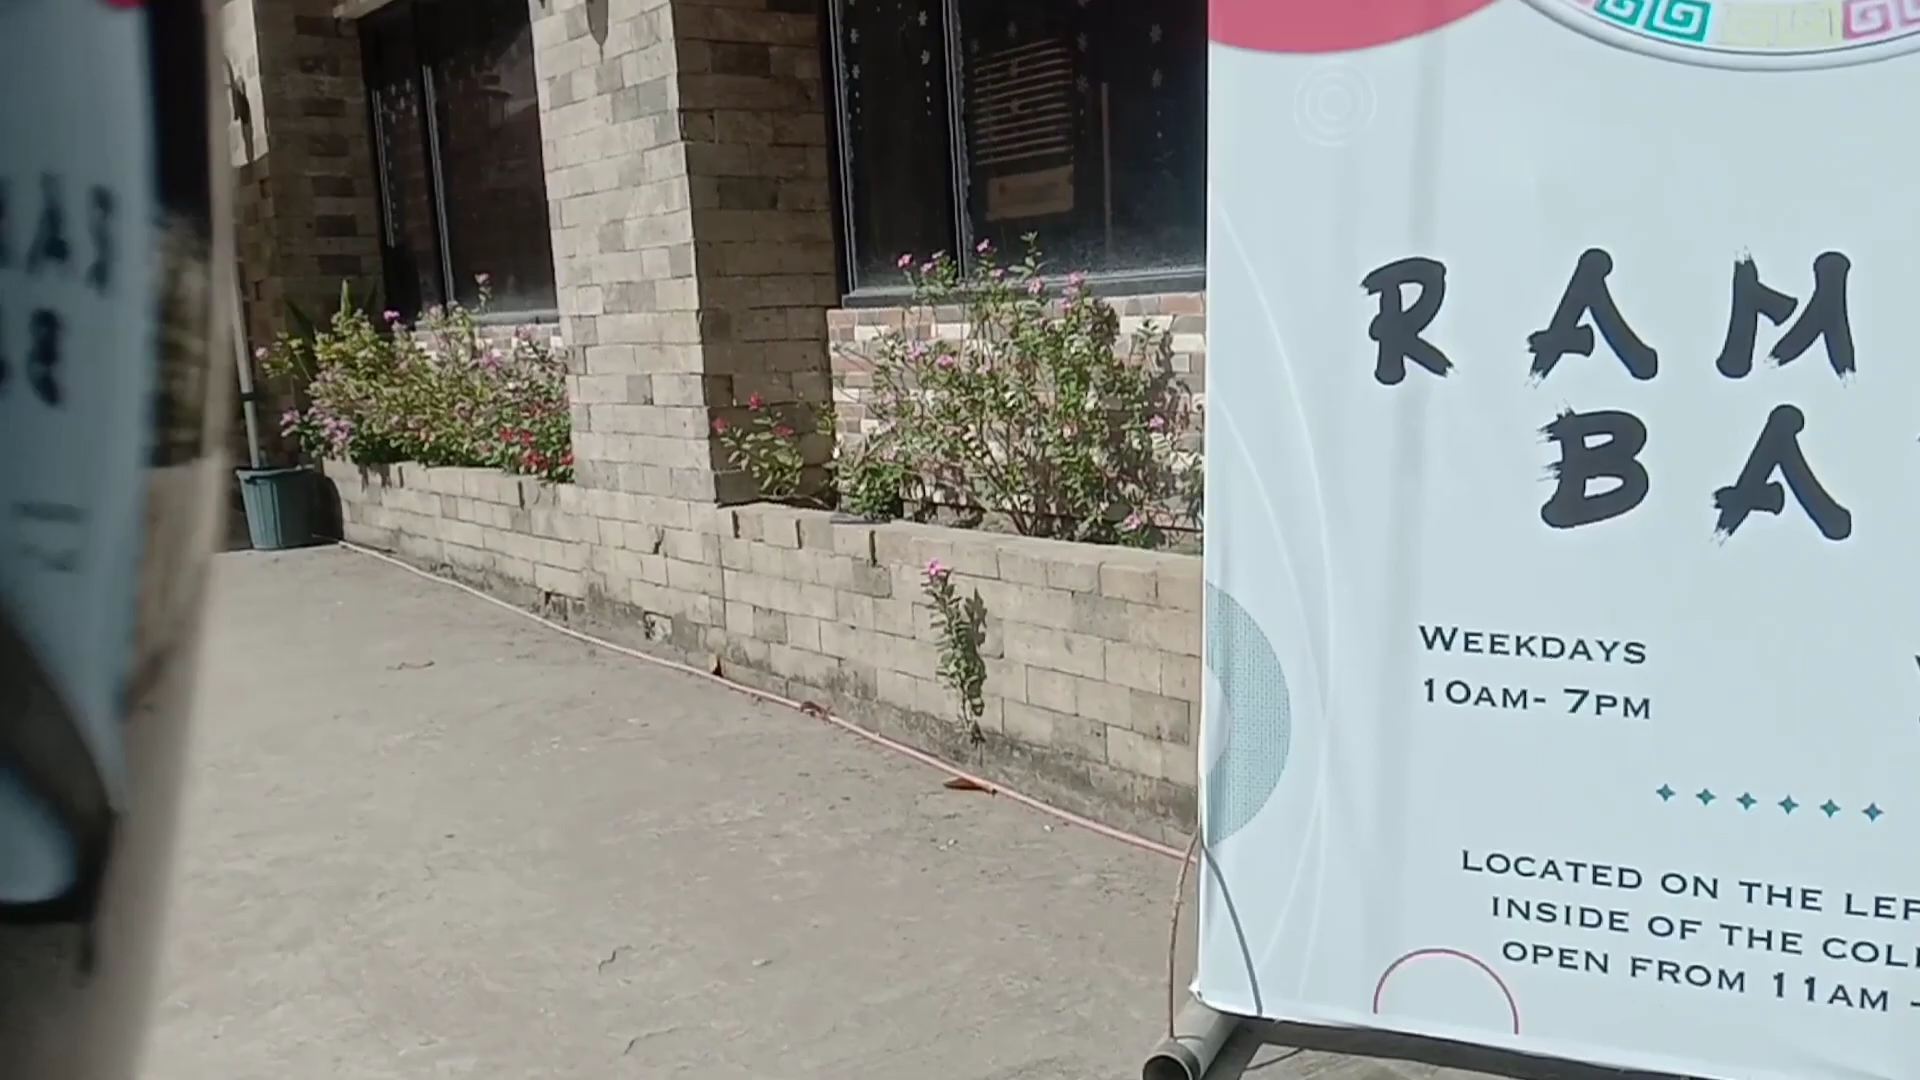 RAM
BA
WEEKDAYS
10AM- 7PM
LOCATED ON THE LEF
INSIDE OF THE COL
OPEN FROM 11AM -